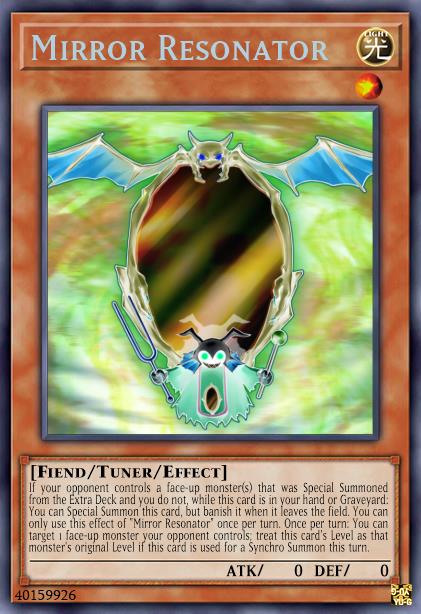 MIRROR RESONATOR
LIGHT
光
[FIEND/TUNER/EFFECT]
If your opponent controls a face-up monster(s) that was Special Summoned
from the Extra Deck and you do not, while this card is in your hand or Graveyard:
You can Special Summon this card, but banish it when it leaves the field. You can
only use this effect of "Mirror Resonator" once per turn. Once per turn: You can
target 1 face-up monster your opponent controls; treat this card's Level as that
monster's original Level if this card is used for a Synchro Summon this turn.
ATK/ 0 DEF/ 0
40159926